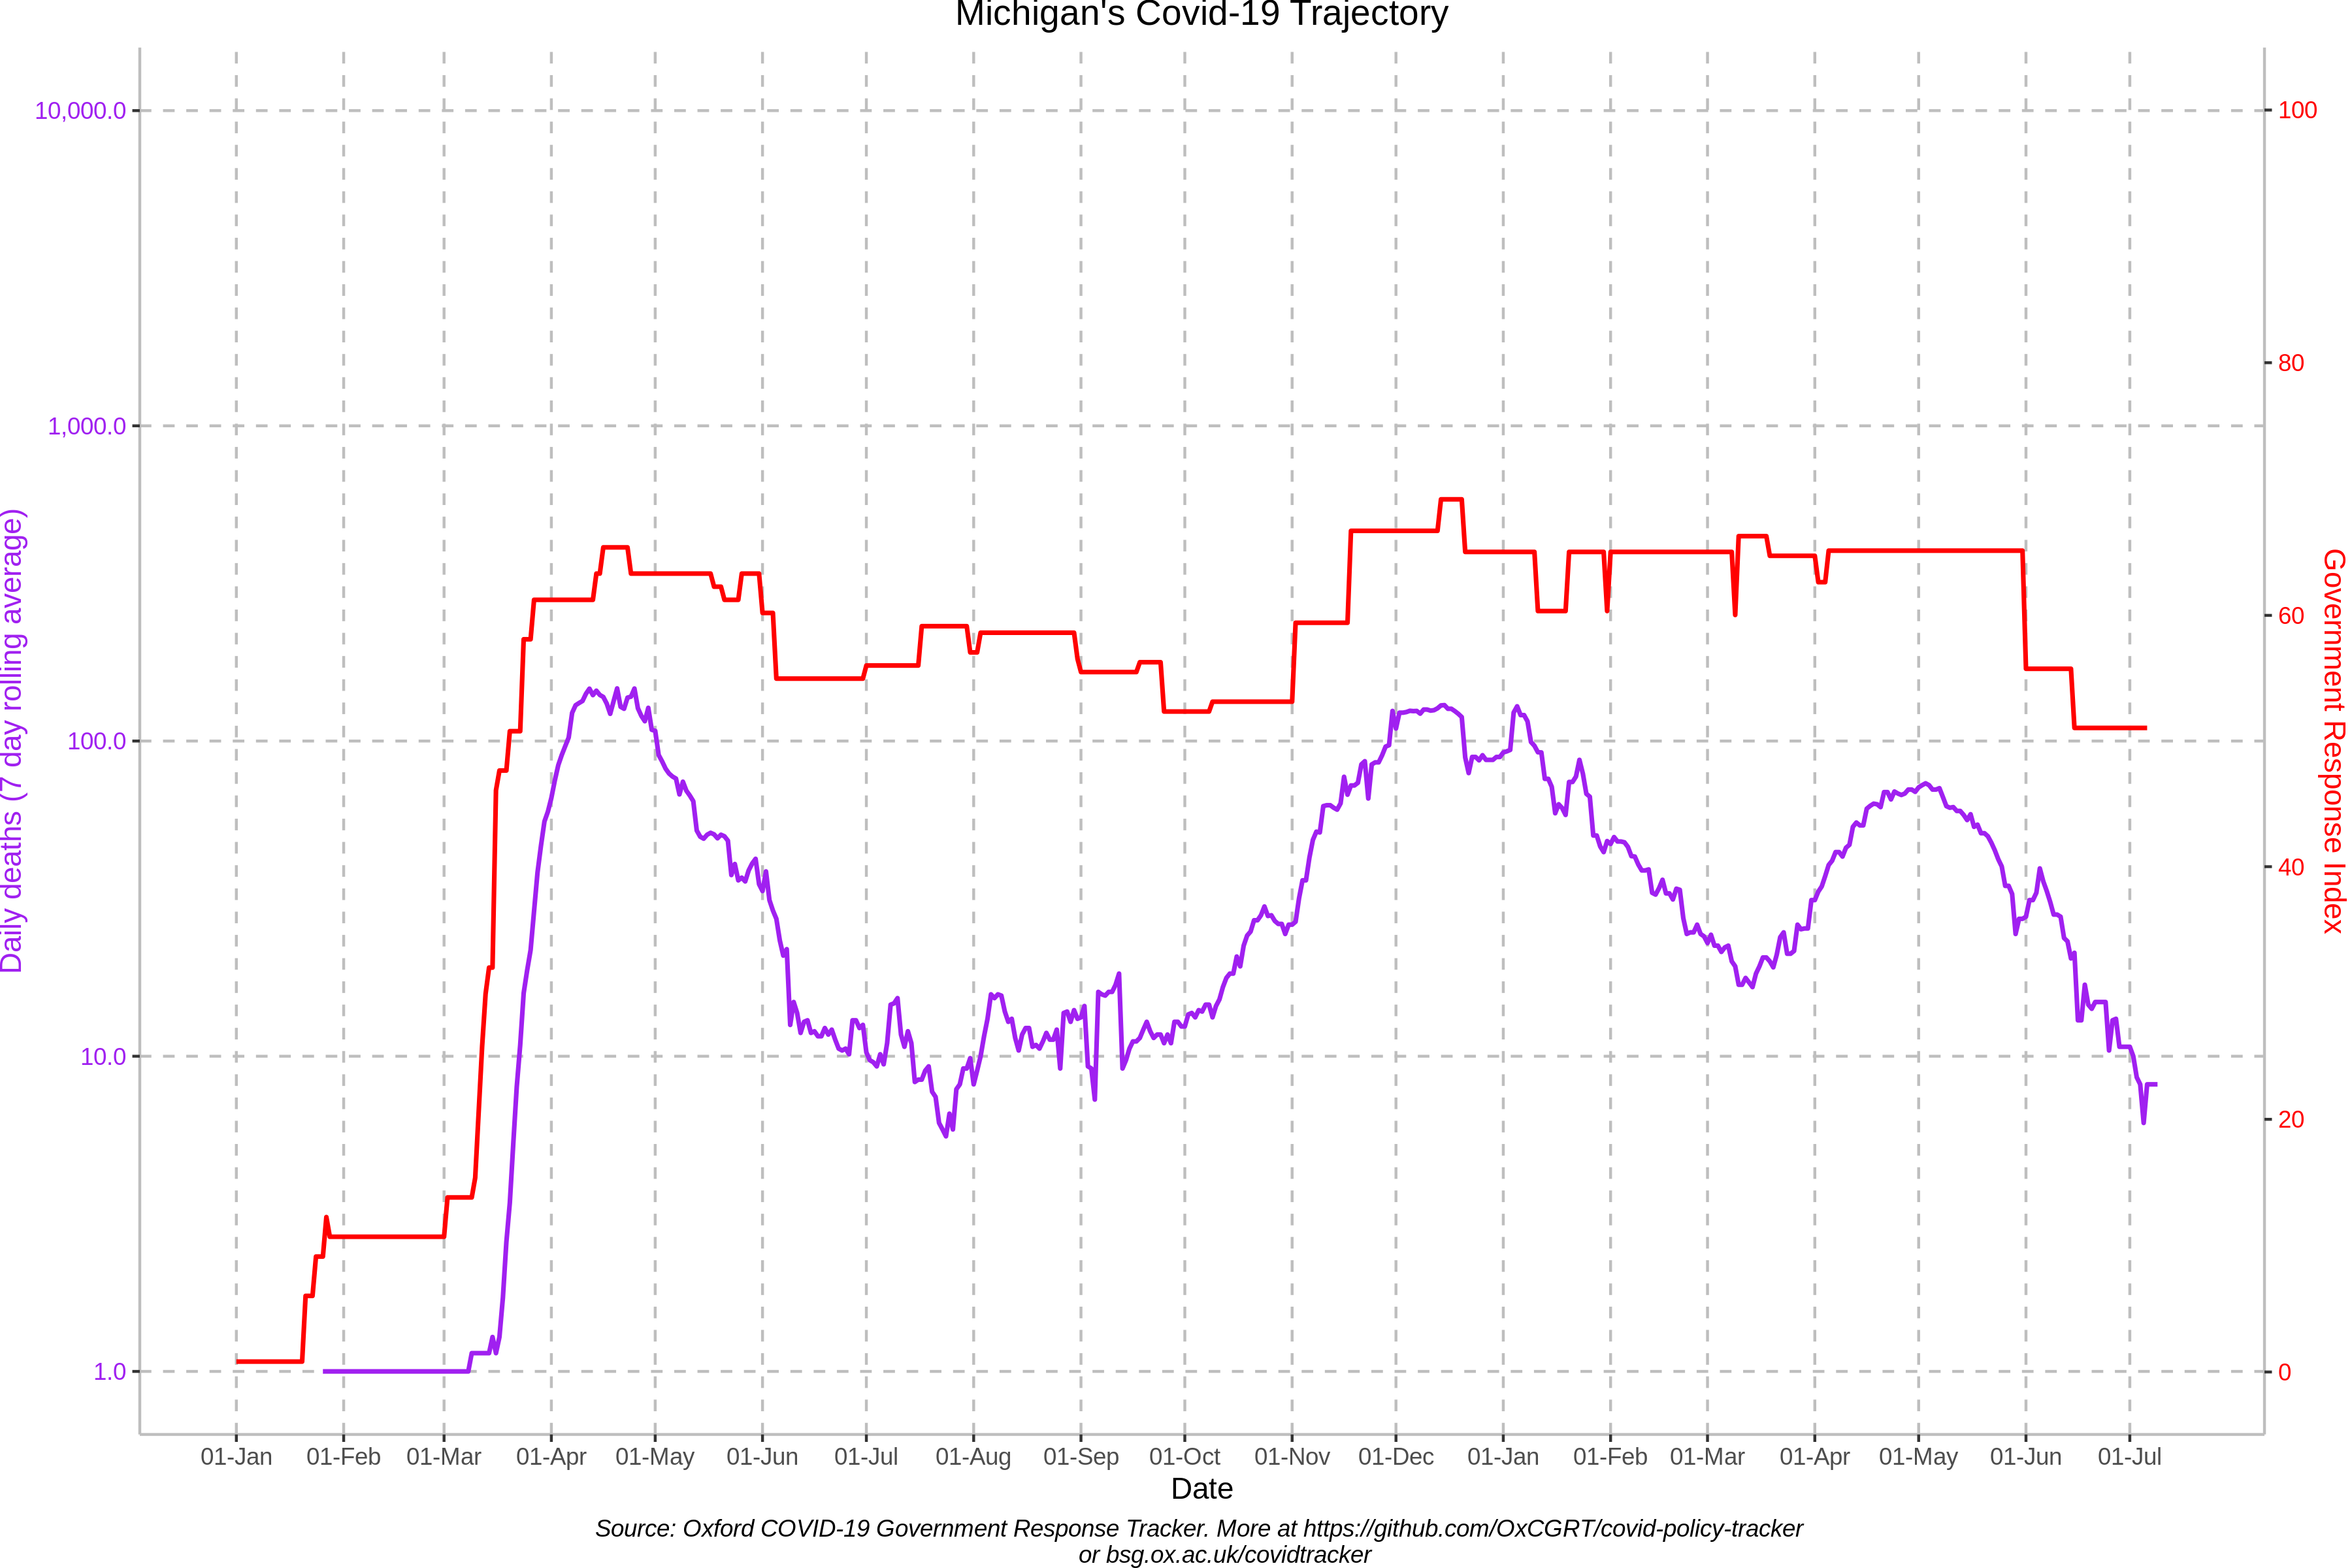 Michigan's Covid-19 Trajectory
10,000.0
1,000.0
100.0
10.0
1.0
Daily deaths (7 day rolling average)
100
80
60
40
20
0
Government Response Index
01-Jan 01-Feb 01-Mar 01-Apr 01-May 01-Jun 01-Jul 01-Aug 01-Sep 01-Oct 01-Nov 01-Dec 01-Jan 01-Feb 01-Mar 01-Apr 01-May 01-Jun 01-Jul
Date
Source: Oxford COVID-19 Government Response Tracker. More at https://github.com/OxCGRT/covid-policy-tracker
or bsg.ox.ac.uk/covidtracker